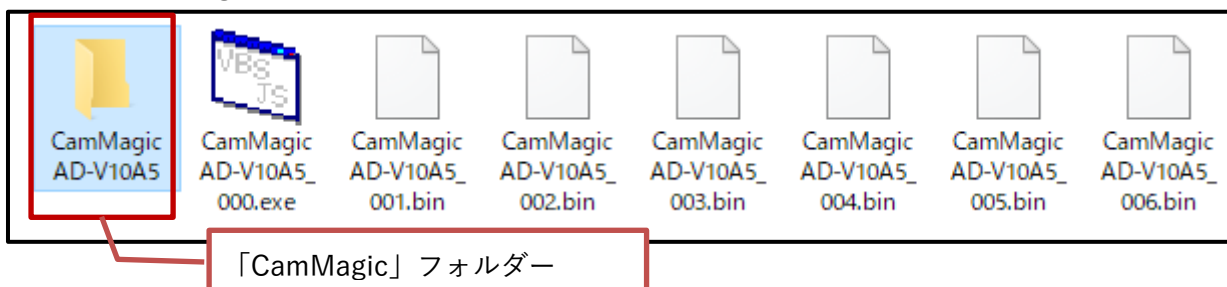 CamMagic
AD-V10A5
CamMagic
AD-V10A5_
000.exe
CamMagic
AD-V10A5_
001.bin
CamMagic
AD-V10A5_
002.bin
CamMagic
AD-V10A5_
003.bin
CamMagic
AD-V10A5_
004.bin
CamMagic
AD-V10A5_
005.bin
CamMagic
AD-V10A5_
006.bin
VBS
JS
「CamMagic」フォルダー